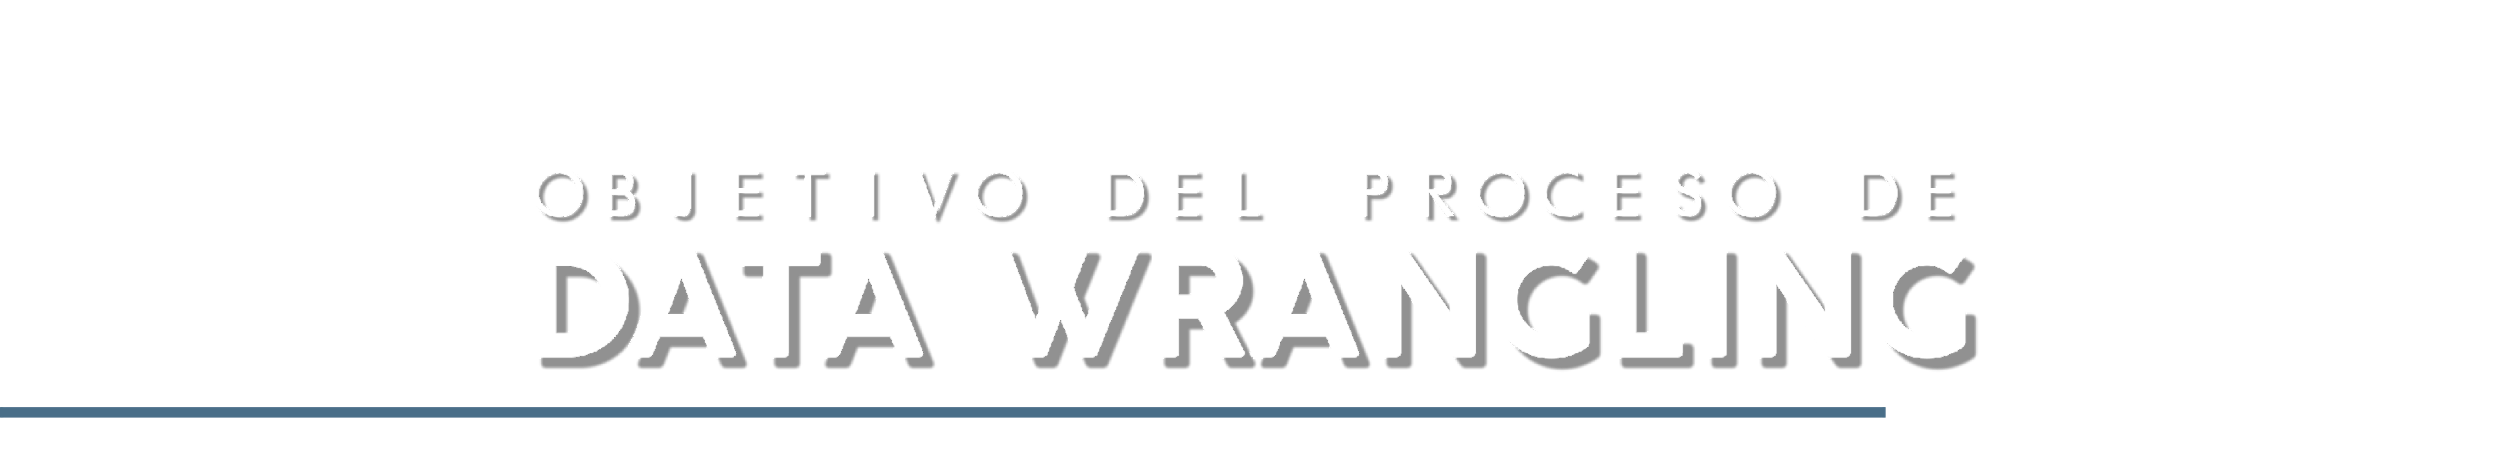 OBJETIVO DEL PROCESO DE
DATA WRANGLING